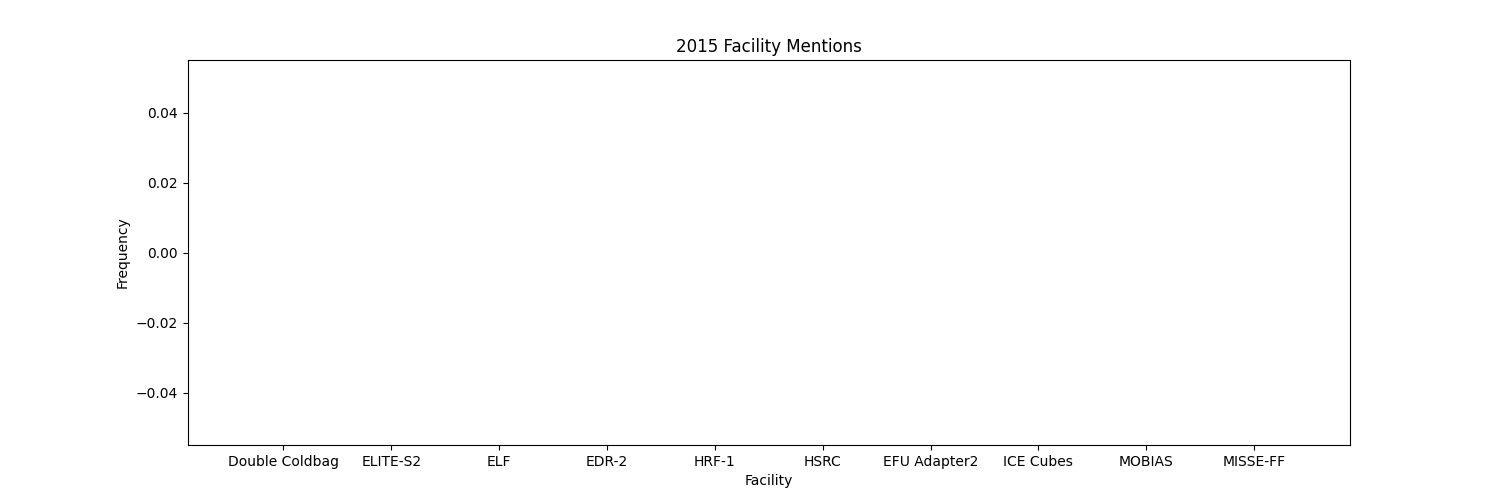 2015 Facility Mentions
0.04
0.02
0.00
−0.02
−0.04
Frequency
Double Coldbag ELITE-S2 ELF EDR-2 HRF-1 HSRC EFU Adapter2 ICE Cubes MOBIAS MISSE-FF
Facility